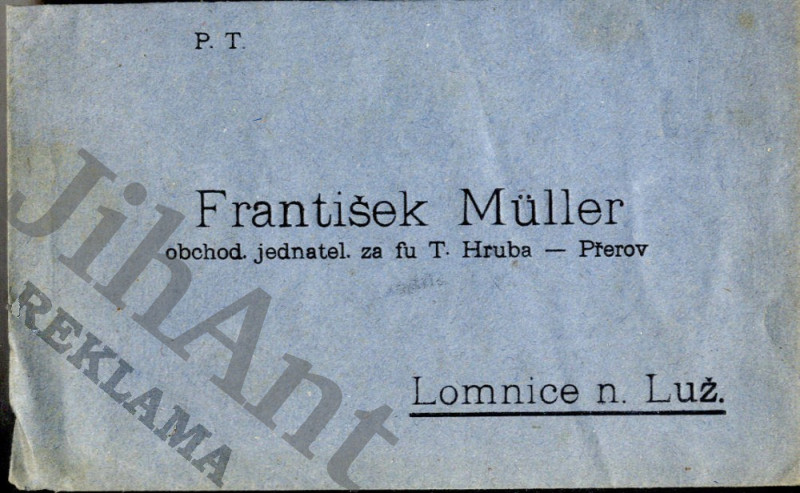 P. T.
František Müller
obchod. jednatel. za fu T. Hruba — Přerov
Lomnice n. Luž.
JihAnt
REKLAMA